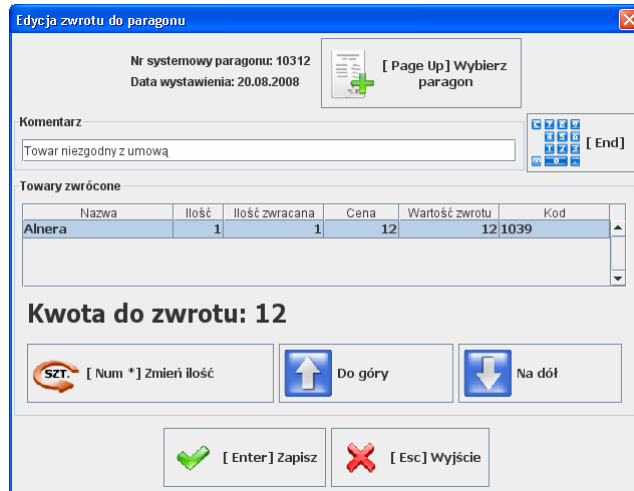 Edycja zwrotu do paragonu
Nr systemowy paragonu: 10312
Data wystawienia: 20.08.2008
[ Page Up] Wybierz
paragon
Komentarz
Towar niezgodny z umową
[ End]
Towary zwrócone
Nazwa Ilość Ilość zwracana Cena Wartość zwrotu Kod
Alnera 1 1 12 12 1039
Kwota do zwrotu: 12
SZT. [ Num *] Zmień ilość
Do góry
Na dół
[ Enter] Zapisz
[ Esc] Wyjście